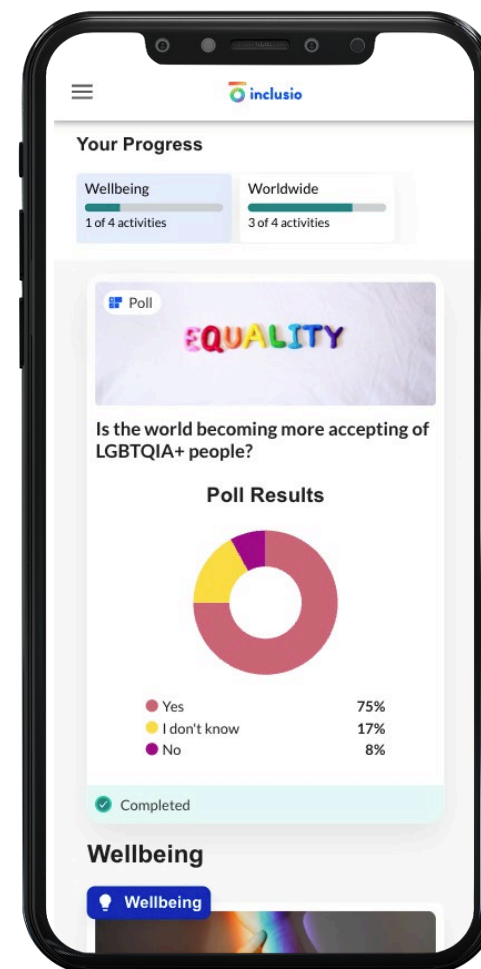 inclusio
Your Progress
Wellbeing
1 of 4 activities
Worldwide
3 of 4 activities
Poll
EQUALITY
Is the world becoming more accepting of
LGBTQIA+ people?
Poll Results
Yes 75%
I don't know 17%
No 8%
Completed
Wellbeing
Wellbeing